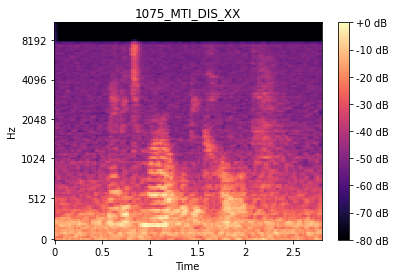 1075_MTI_DIS_XX
+0 dB
8192
-10 dB
4096
-20 dB
-30 dB
2048
Hz
-40 dB
1024
-50 dB
512
-60 dB
-70 dB
0
-80 dB
0 0.5 1 1.5 2 2.5
Time